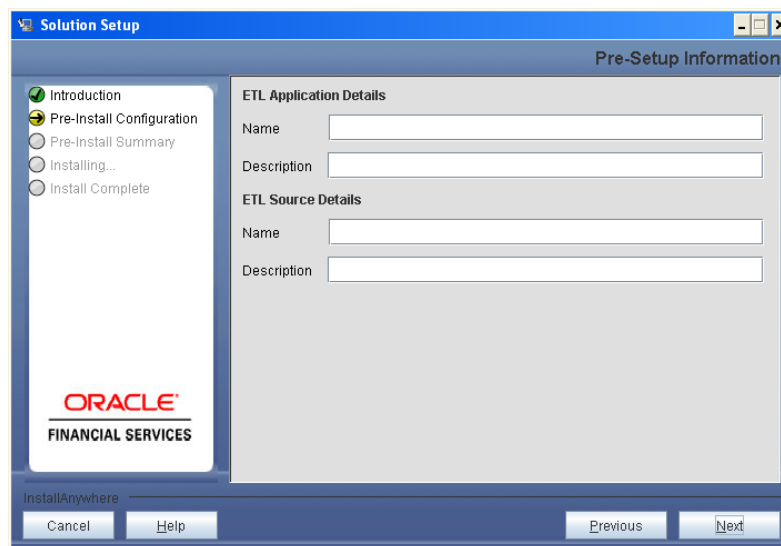 Solution Setup
Pre-Setup Information
Introduction
Pre-Install Configuration
Pre-Install Summary
Installing...
Install Complete
ORACLE
FINANCIAL SERVICES
ETL Application Details
Name
Description
ETL Source Details
Name
Description
InstallAnywhere
Cancel
Help
Previous
Next